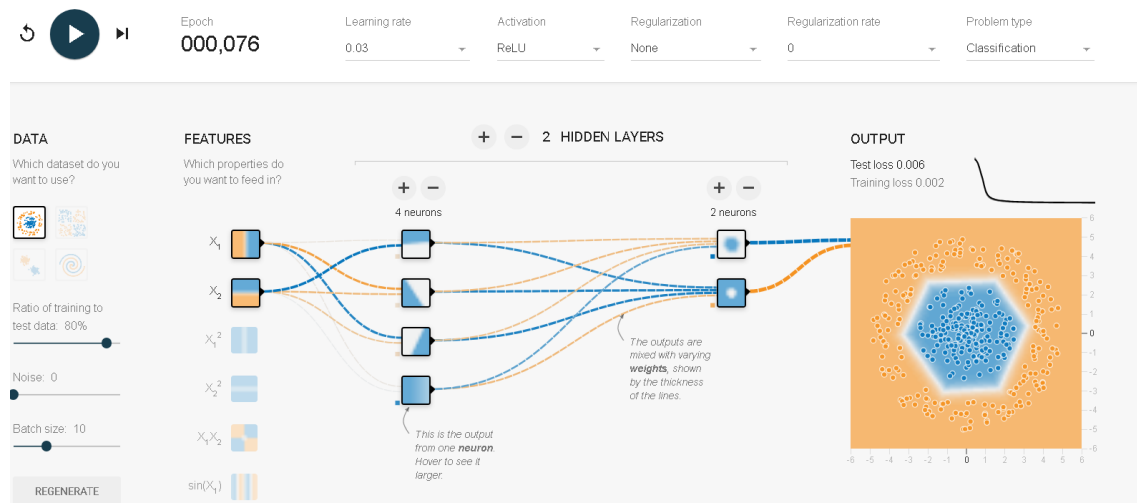 Epoch
000,076
Learning rate
0.03
Activation
ReLU
Regularization
None
Regularization rate
0
Problem type
Classification
DATA
Which dataset do you
want to use?
Ratio of training to
test data: 80%
Noise: 0
Batch size: 10
REGENERATE
FEATURES
Which properties do
you want to feed in?
X₁
X₂
X₁²
X₂²
X₁X₂
sin(X₁)
+ − 2 HIDDEN LAYERS
+ −
4 neurons
+ −
2 neurons
This is the output
from one neuron.
Hover to see it
larger.
The outputs are
mixed with varying
weights, shown
by the thickness
of the lines.
OUTPUT
Test loss 0.006
Training loss 0.002
6
5
4
3
2
1
0
-1
-2
-3
-4
-5
-6
-6 -5 -4 -3 -2 -1 0 1 2 3 4 5 6